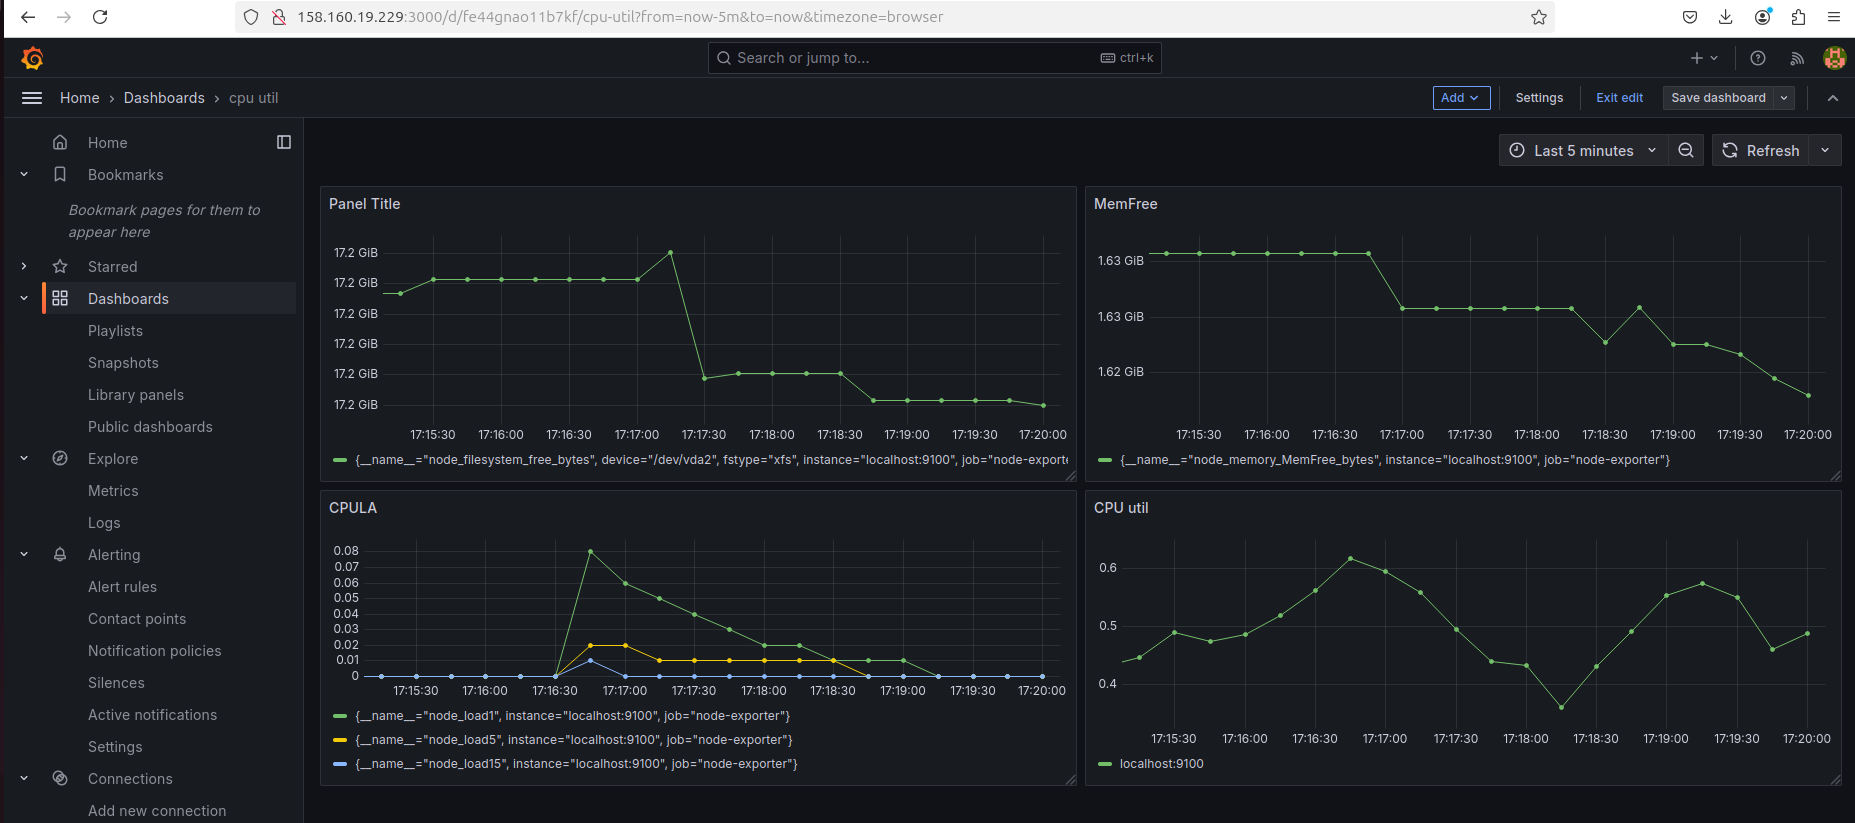 158.160.19.229:3000/d/fe44gnao11b7kf/cpu-util?from=now-5m&to=now&timezone=browser
Search or jump to...
ctrl+k
Home › Dashboards › cpu util
Add
Settings
Exit edit
Save dashboard
Home
Bookmarks
Bookmark pages for them to
appear here
Starred
Dashboards
Playlists
Snapshots
Library panels
Public dashboards
Explore
Metrics
Logs
Alerting
Alert rules
Contact points
Notification policies
Silences
Active notifications
Settings
Connections
Add new connection
Last 5 minutes
Refresh
Panel Title
17.2 GiB
17.2 GiB
17.2 GiB
17.2 GiB
17.2 GiB
17.2 GiB
17:15:30 17:16:00 17:16:30 17:17:00 17:17:30 17:18:00 17:18:30 17:19:00 17:19:30 17:20:00
{__name__="node_filesystem_free_bytes", device="/dev/vda2", fstype="xfs", instance="localhost:9100", job="node-exporte
MemFree
1.63 GiB
1.63 GiB
1.62 GiB
17:15:30 17:16:00 17:16:30 17:17:00 17:17:30 17:18:00 17:18:30 17:19:00 17:19:30 17:20:00
{__name__="node_memory_MemFree_bytes", instance="localhost:9100", job="node-exporter"}
CPULA
0.08
0.07
0.06
0.05
0.04
0.03
0.02
0.01
0
17:15:30 17:16:00 17:16:30 17:17:00 17:17:30 17:18:00 17:18:30 17:19:00 17:19:30 17:20:00
{__name__="node_load1", instance="localhost:9100", job="node-exporter"}
{__name__="node_load5", instance="localhost:9100", job="node-exporter"}
{__name__="node_load15", instance="localhost:9100", job="node-exporter"}
CPU util
0.6
0.5
0.4
17:15:30 17:16:00 17:16:30 17:17:00 17:17:30 17:18:00 17:18:30 17:19:00 17:19:30 17:20:00
localhost:9100